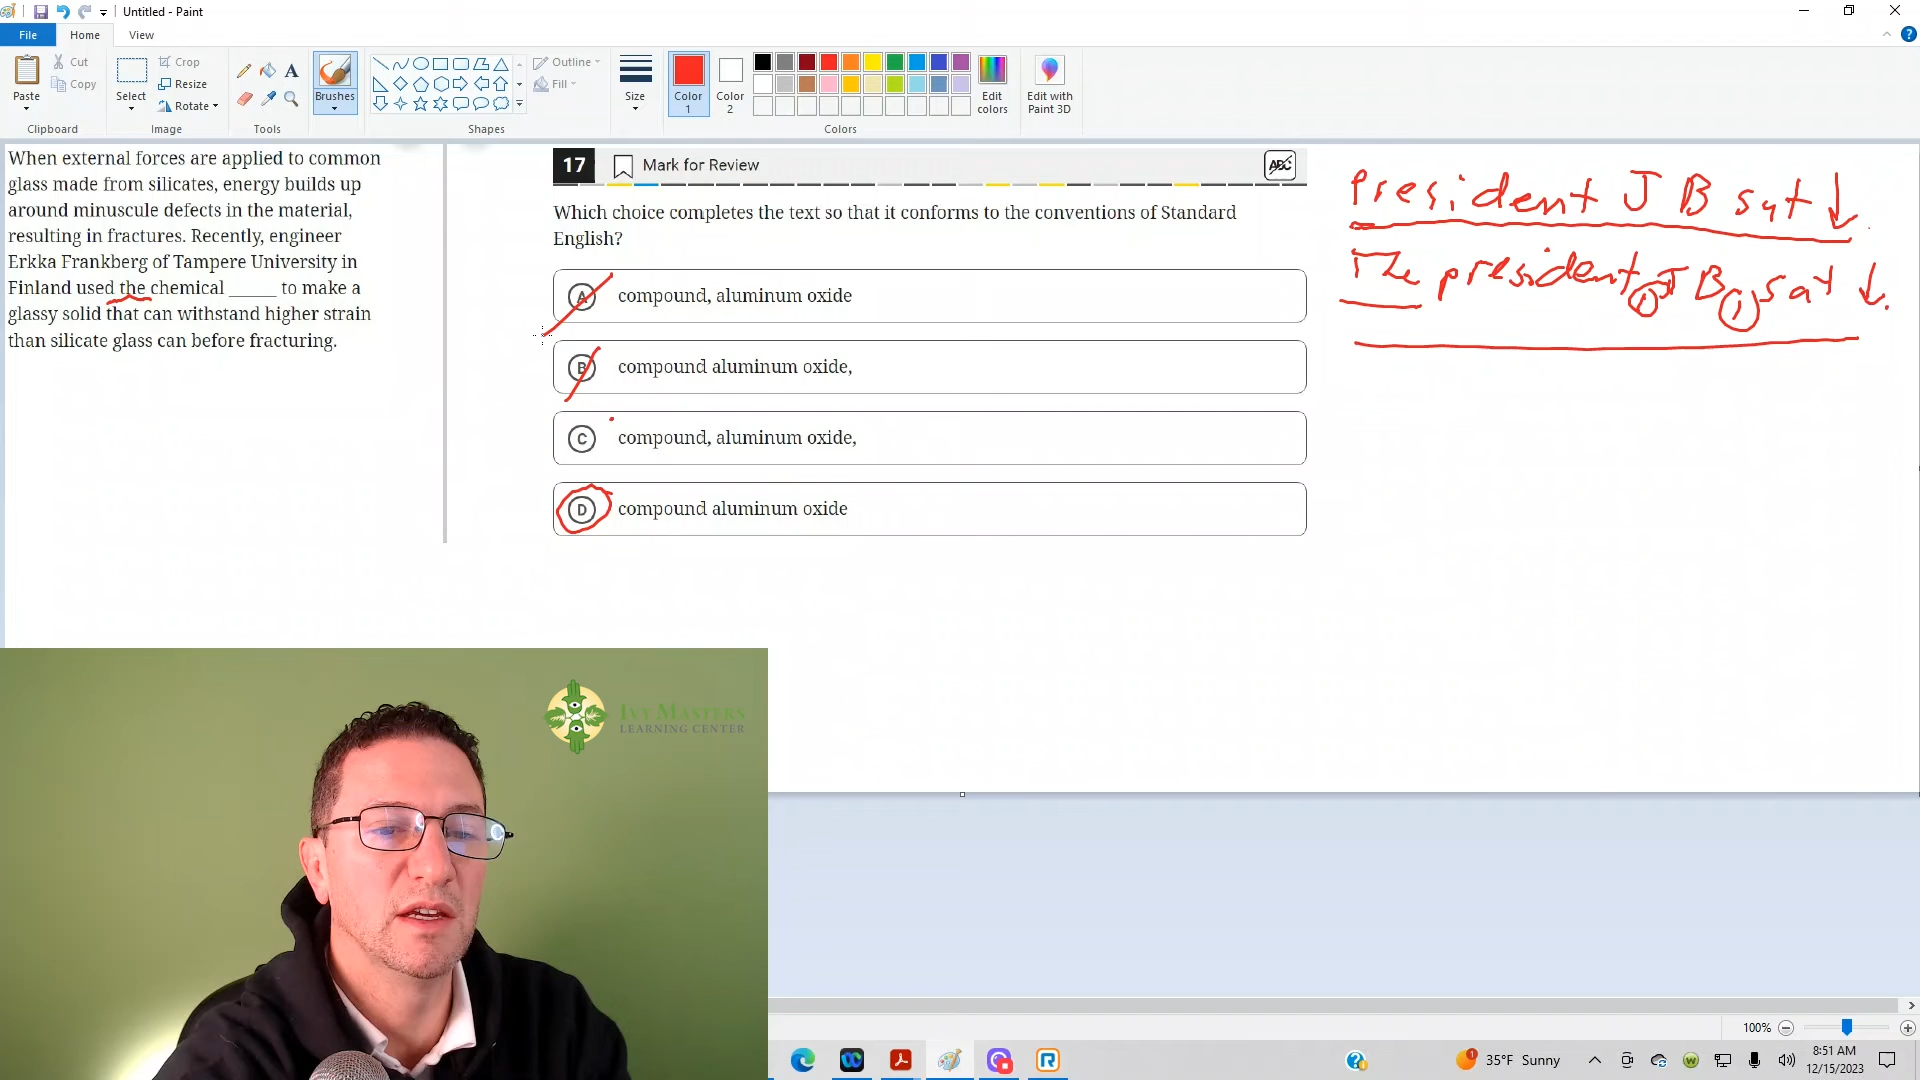 Untitled - Paint
File
Home
View
Paste
Cut
Copy
Clipboard
Select
Crop
Resize
Rotate
Image
Tools
Brushes
Shapes
Outline
Fill
Size
Color 1
Color 2
Colors
Edit colors
Edit with Paint 3D
When external forces are applied to common
glass made from silicates, energy builds up
around minuscule defects in the material,
resulting in fractures. Recently, engineer
Erkka Frankberg of Tampere University in
Finland used the chemical _____ to make a
glassy solid that can withstand higher strain
than silicate glass can before fracturing.
17 Mark for Review ABC
Which choice completes the text so that it conforms to the conventions of Standard
English?
A compound, aluminum oxide
B compound aluminum oxide,
C compound, aluminum oxide,
D compound aluminum oxide
President J B sat ↓
The president, J B, sat ↓.
IVY MASTERS
LEARNING CENTER
100%
35°F Sunny
8:51 AM
12/15/2023